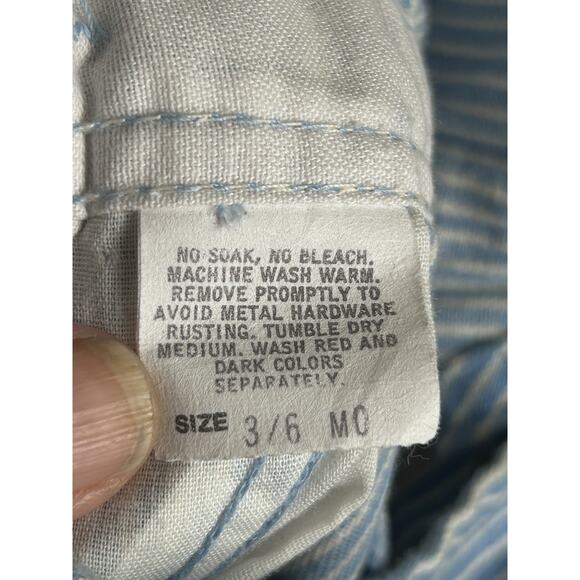 NO SOAK, NO BLEACH.
MACHINE WASH WARM.
REMOVE PROMPTLY TO
AVOID METAL HARDWARE
RUSTING. TUMBLE DRY
MEDIUM. WASH RED AND
DARK COLORS
SEPARATELY.
SIZE 3/6 MO